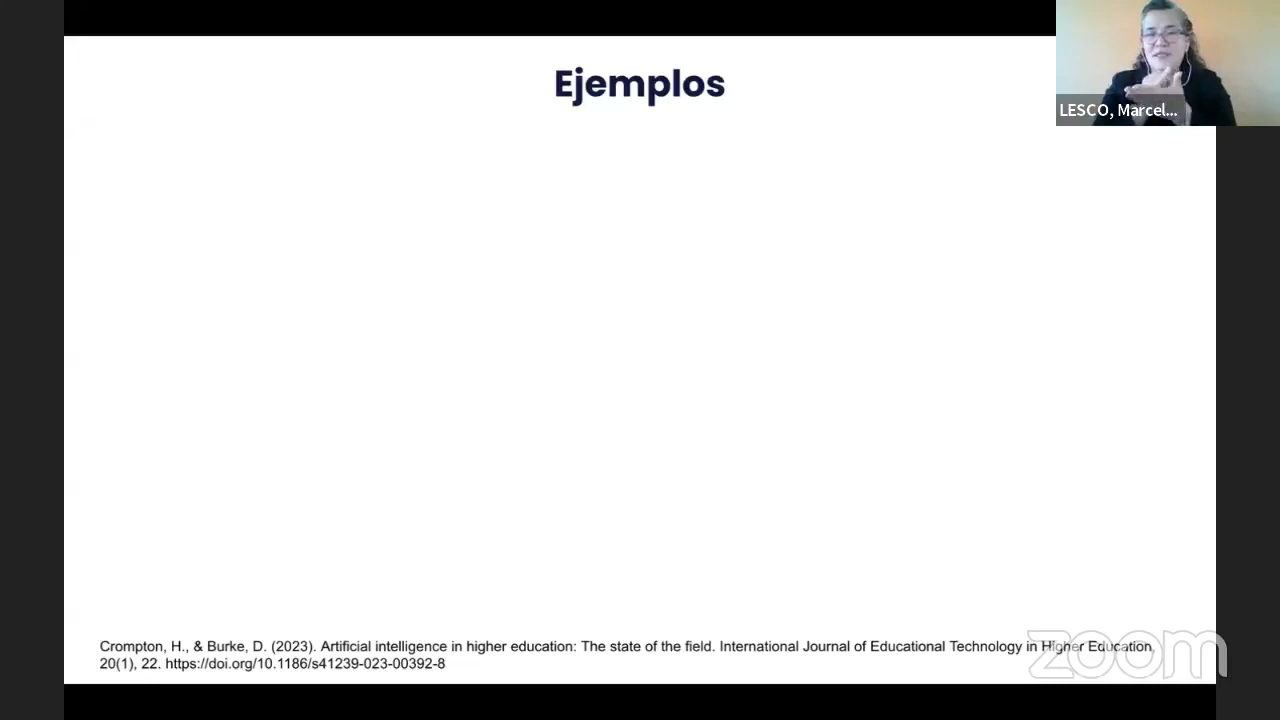 Ejemplos
LESCO, Marcel...
Crompton, H., & Burke, D. (2023). Artificial intelligence in higher education: The state of the field. International Journal of Educational Technology in Higher Education,
20(1), 22. https://doi.org/10.1186/s41239-023-00392-8
zoom